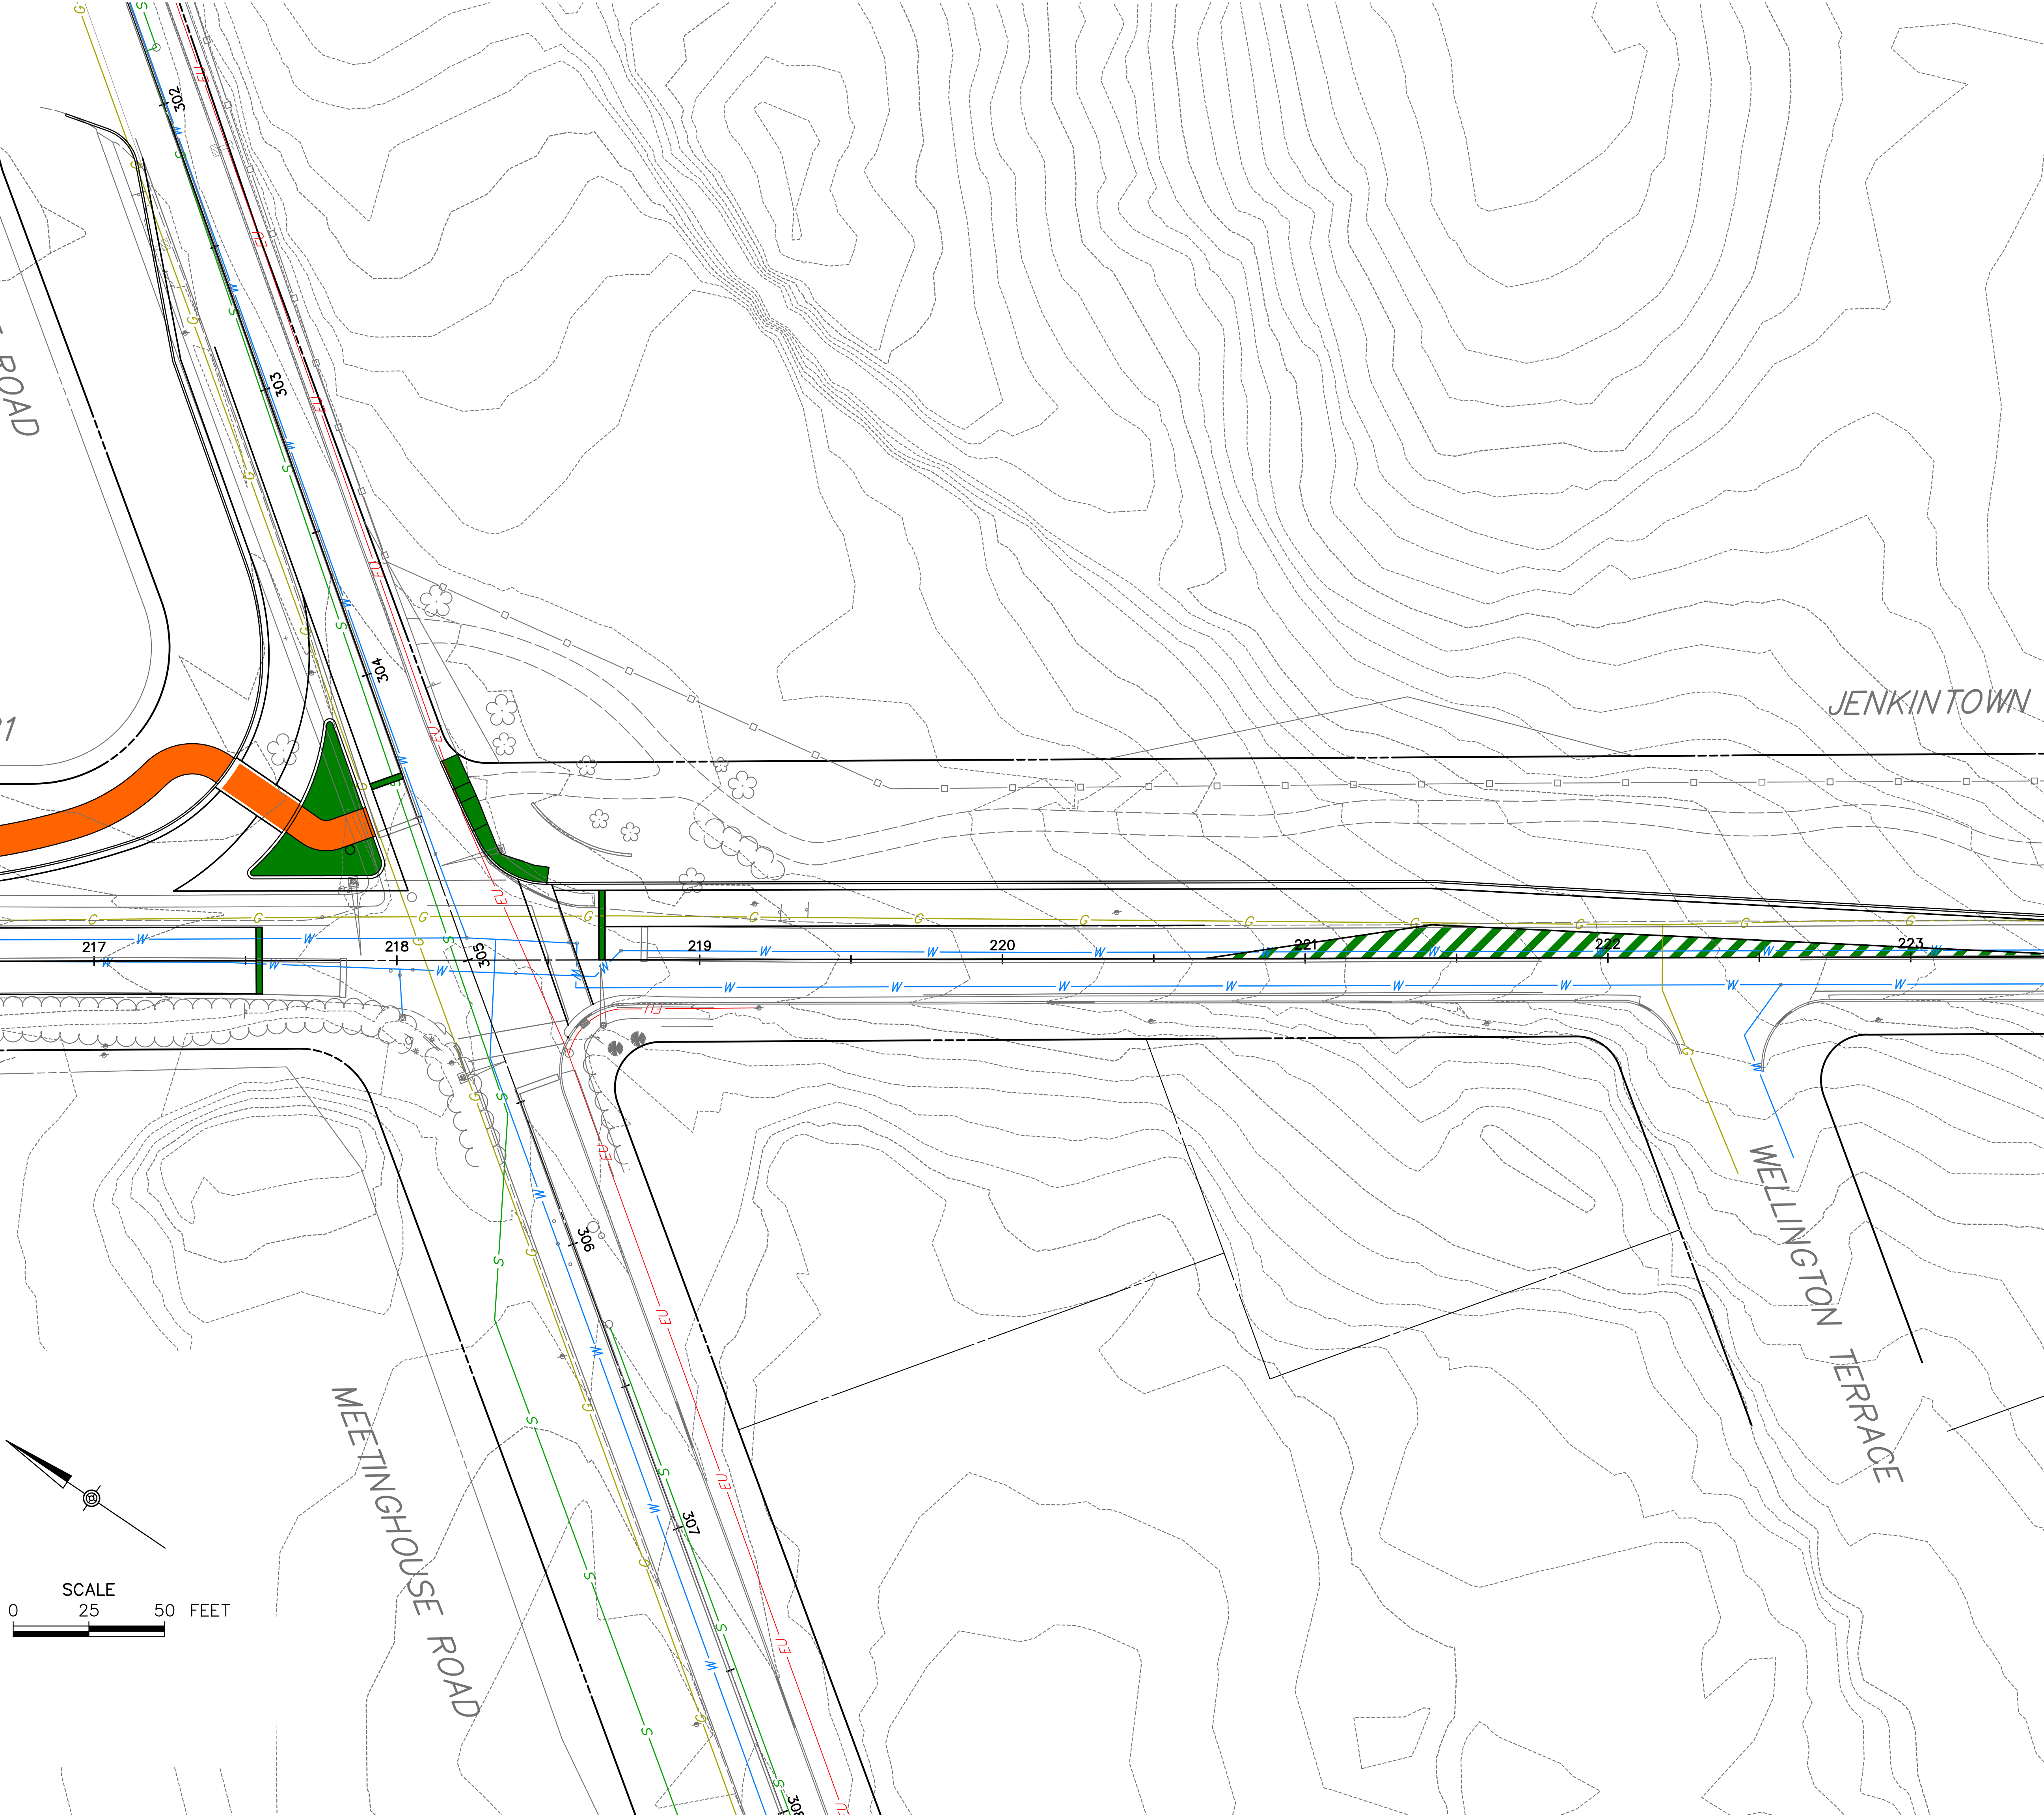 302
303
ROAD
304
JENKINTOWN
217
218
305
219
220
221
222
223
306
WELLINGTON TERRACE
MEETINGHOUSE ROAD
307
SCALE
0 25 50 FEET
G
S
W
EU